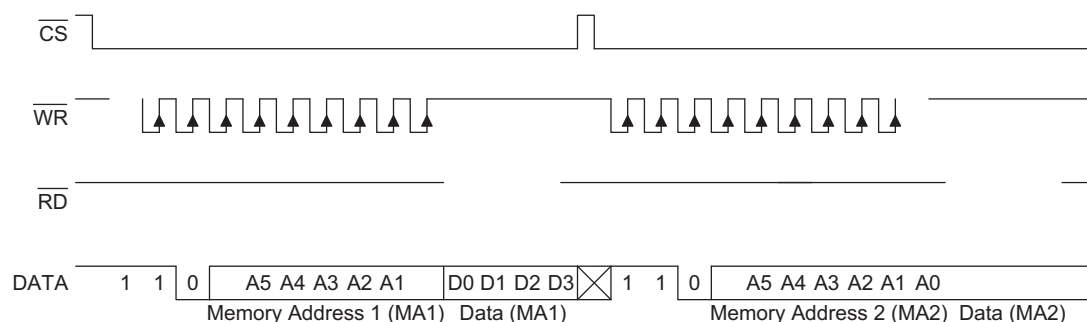 CS
WR
RD
DATA 1 1 0 A5 A4 A3 A2 A1 D0 D1 D2 D3 1 1 0 A5 A4 A3 A2 A1 A0
Memory Address 1 (MA1) Data (MA1) Memory Address 2 (MA2) Data (MA2)